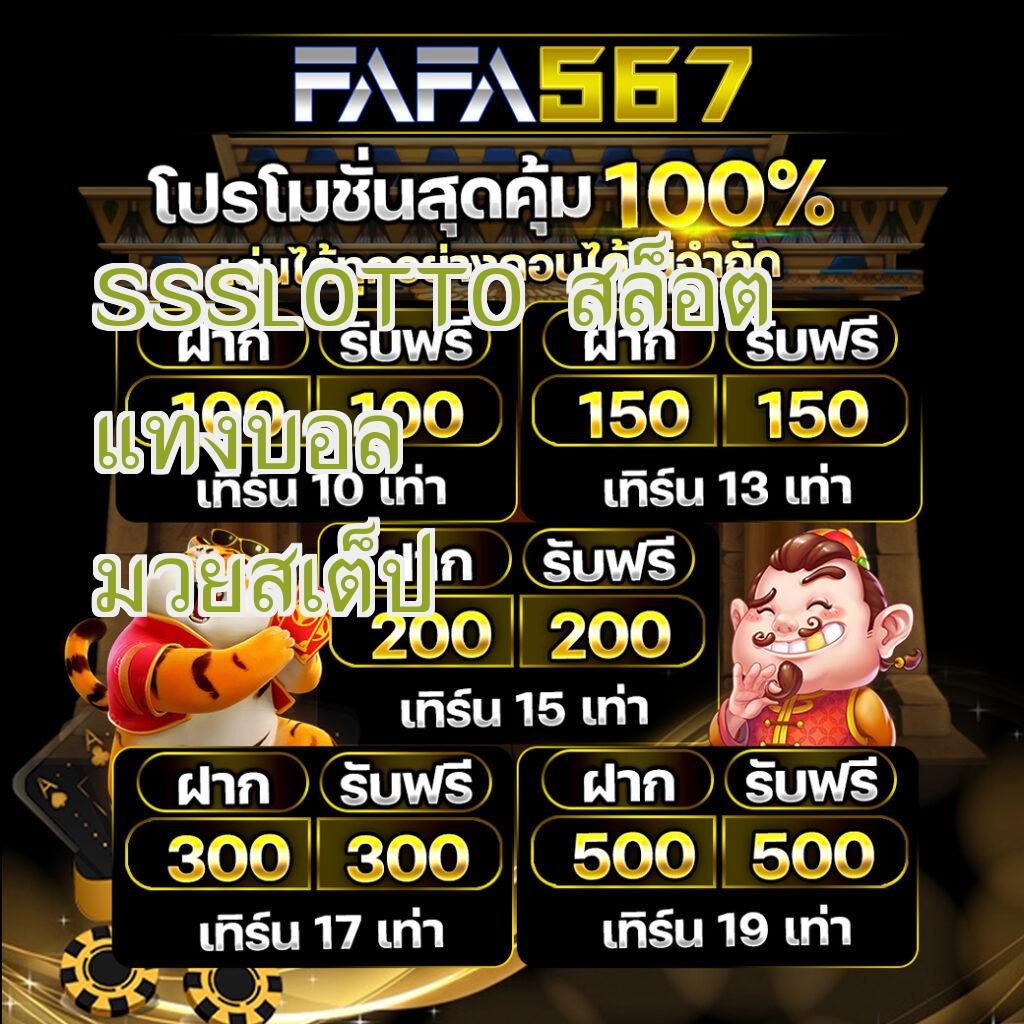 FAFA567
โปรโมชั่นสุดคุ้ม 100%
SSSLOTTO สล็อต
ฝาก รับฟรี ฝาก รับฟรี
100 100 150 150
แทงบอล
เทิร์น 10 เท่า เทิร์น 13 เท่า
มวยสเต็ป
ฝาก รับฟรี
200 200
เทิร์น 15 เท่า
ฝาก รับฟรี ฝาก รับฟรี
300 300 500 500
เทิร์น 17 เท่า เทิร์น 19 เท่า